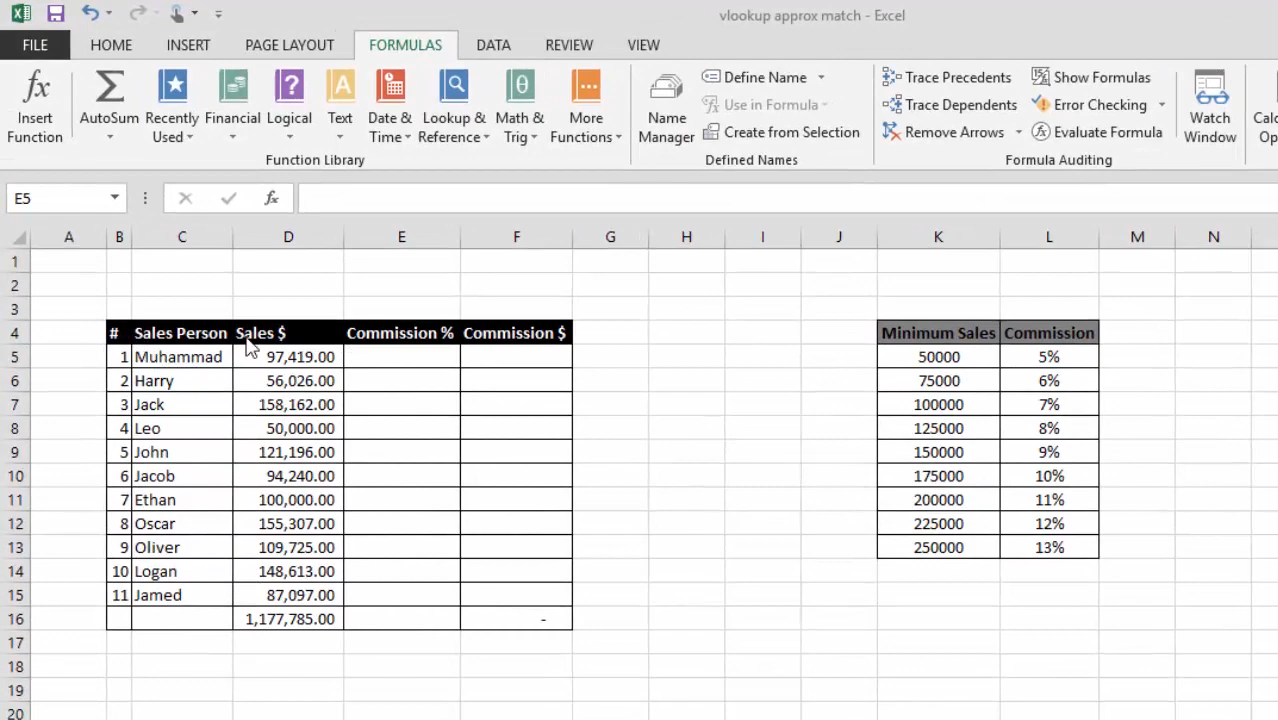 vlookup approx match - Excel
FILE HOME INSERT PAGE LAYOUT FORMULAS DATA REVIEW VIEW
fx Σ ? A θ
Insert Function
AutoSum
Recently Used
Financial
Logical
Text
Date & Time
Lookup & Reference
Math & Trig
More Functions
Function Library
Name Manager
Define Name
Use in Formula
Create from Selection
Defined Names
Trace Precedents
Trace Dependents
Remove Arrows
Show Formulas
Error Checking
Evaluate Formula
Formula Auditing
Watch Window
E5 fx
A B C D E F G H I J K L M N
1
2
3
4 # Sales Person Sales $ Commission % Commission $ Minimum Sales Commission
5 1 Muhammad 97,419.00 50000 5%
6 2 Harry 56,026.00 75000 6%
7 3 Jack 158,162.00 100000 7%
8 4 Leo 50,000.00 125000 8%
9 5 John 121,196.00 150000 9%
10 6 Jacob 94,240.00 175000 10%
11 7 Ethan 100,000.00 200000 11%
12 8 Oscar 155,307.00 225000 12%
13 9 Oliver 109,725.00 250000 13%
14 10 Logan 148,613.00
15 11 Jamed 87,097.00
16 1,177,785.00 -
17
18
19
20